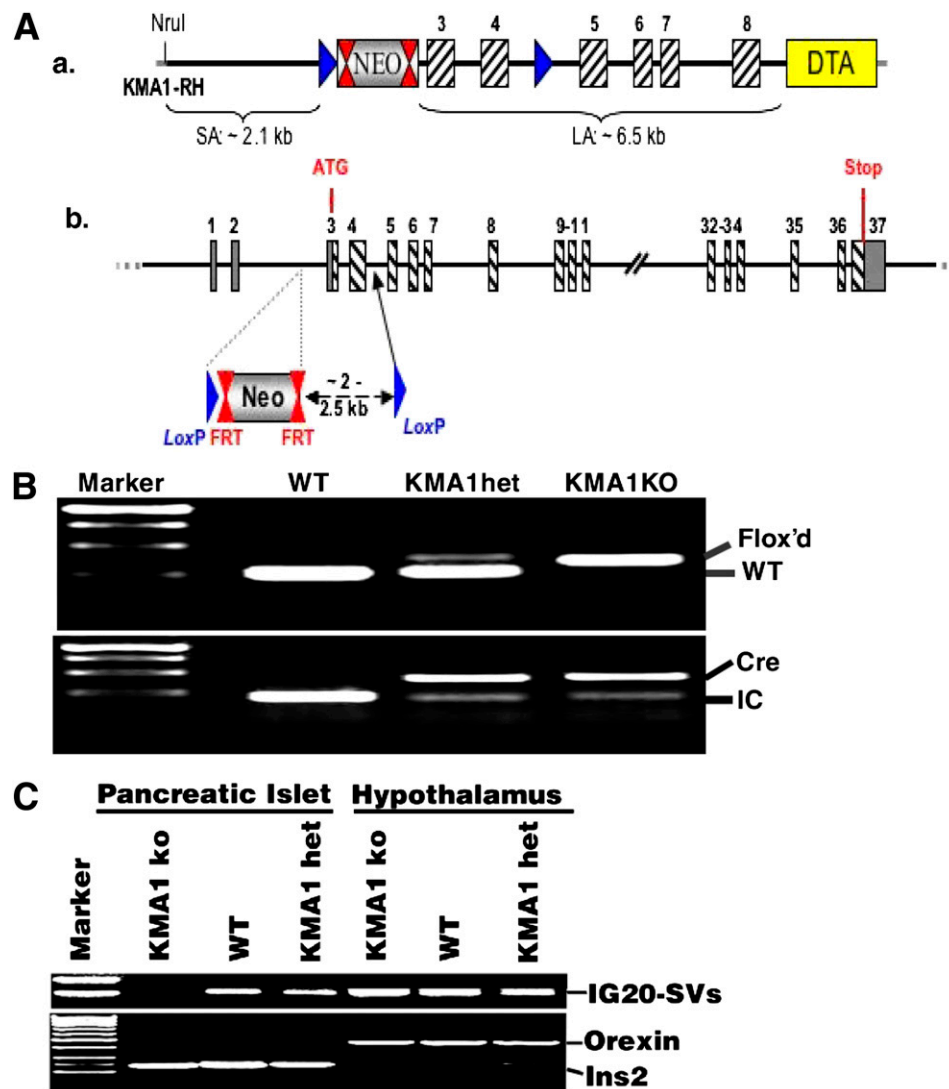 A
NruI
3 4 5 6 7 8
a.
NEO
DTA
KMA1-RH
SA: ~ 2.1 kb
LA: ~ 6.5 kb
ATG
Stop
b.
1 2 3 4 5 6 7 8 9-11 32-34 35 36 37
Neo
~ 2 -
2.5 kb
LoxP FRT FRT
LoxP
B
Marker WT KMA1het KMA1KO
Flox'd
WT
Cre
IC
C
Pancreatic Islet Hypothalamus
Marker
KMA1 ko
WT
KMA1 het
KMA1 ko
WT
KMA1 het
IG20-SVs
Orexin
Ins2